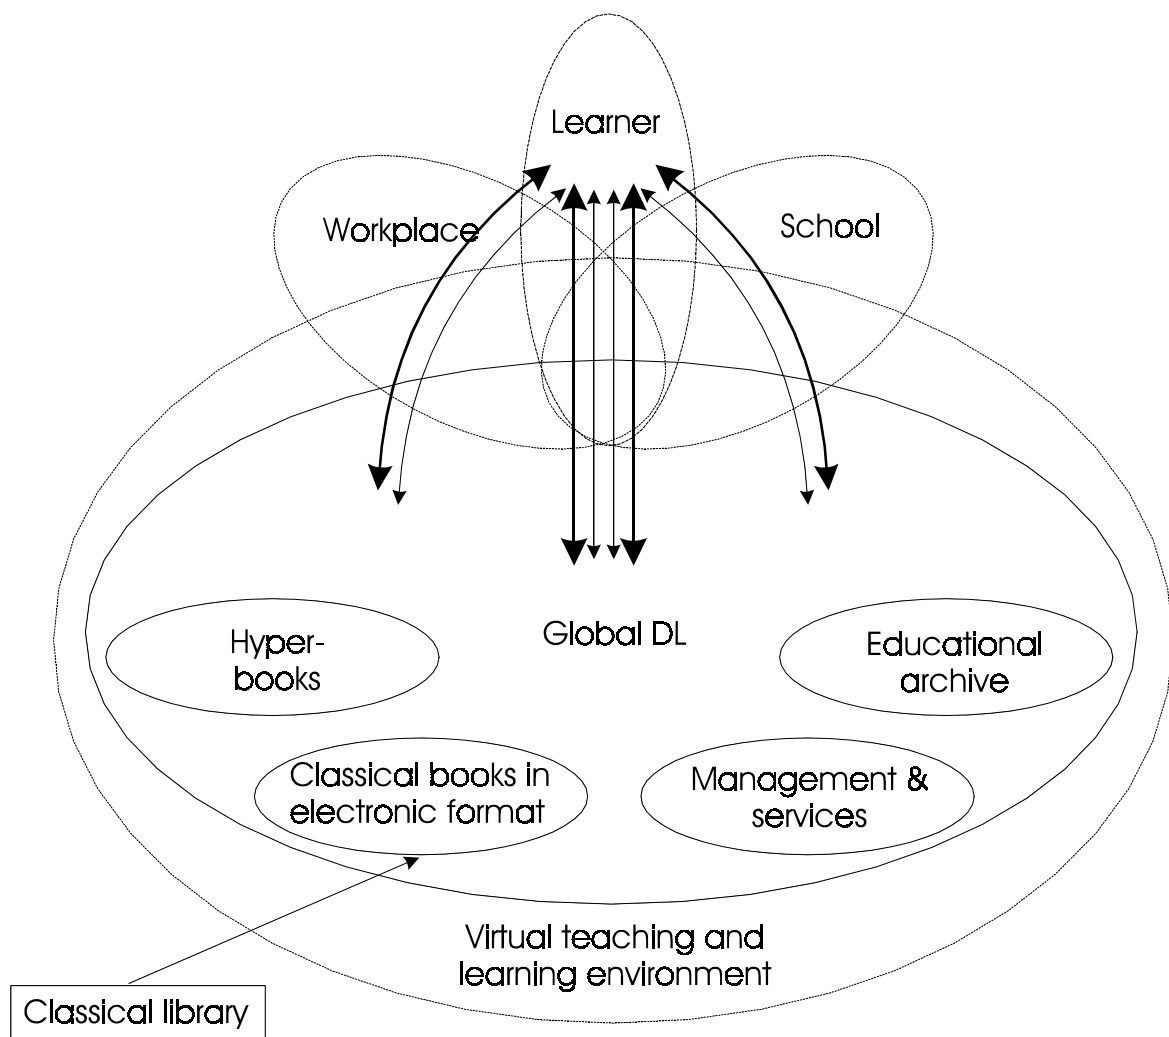 Learner
Workplace
School
Hyper-
books
Global DL
Educational
archive
Classical books in
electronic format
Management &
services
Virtual teaching and
learning environment
Classical library